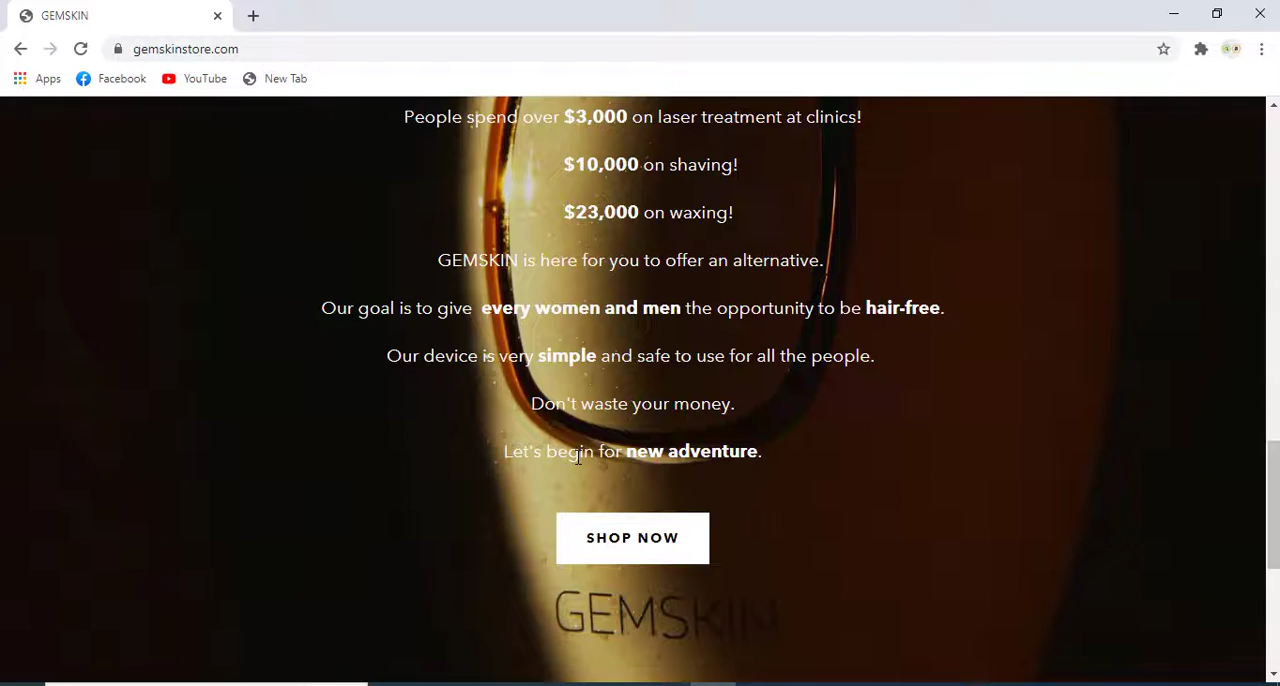 GEMSKIN
gemskinstore.com
Apps Facebook YouTube New Tab
People spend over $3,000 on laser treatment at clinics!
$10,000 on shaving!
$23,000 on waxing!
GEMSKIN is here for you to offer an alternative.
Our goal is to give every women and men the opportunity to be hair-free.
Our device is very simple and safe to use for all the people.
Don't waste your money.
Let's begin for new adventure.
SHOP NOW
GEMSKIN